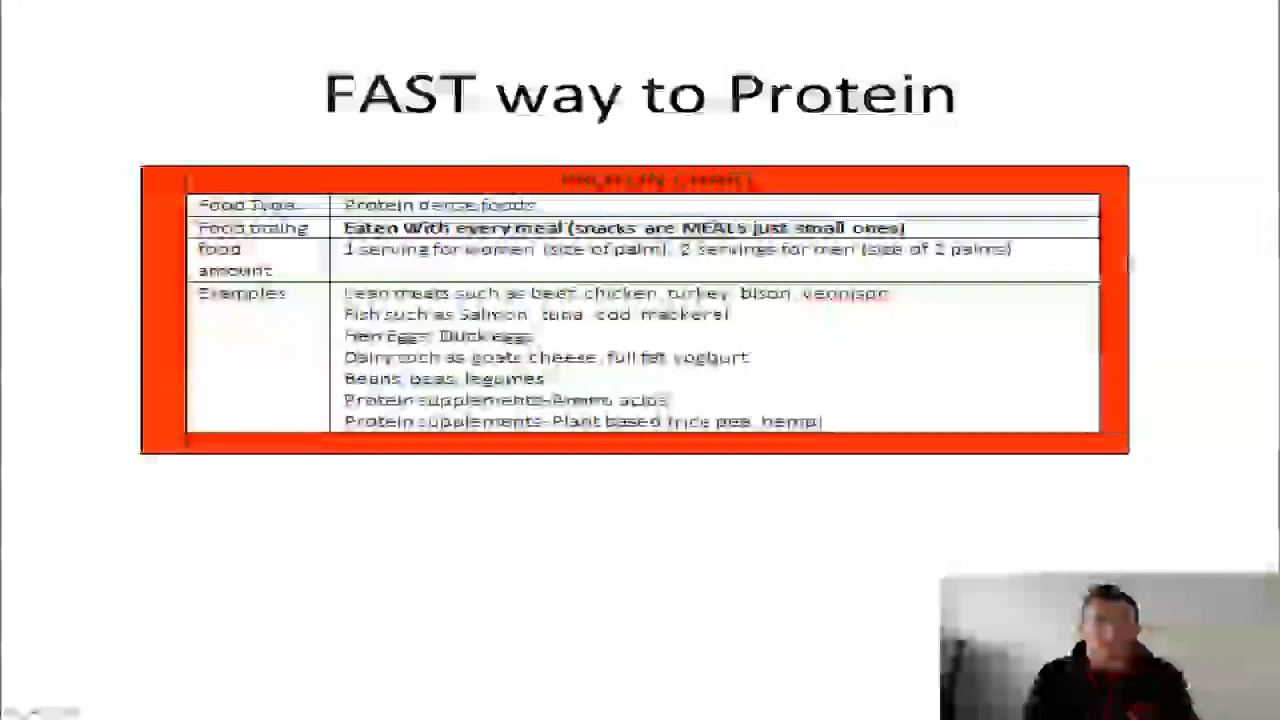 FAST way to Protein
PROTEIN CHART
Food Type Protein dense foods
Food timing Eaten With every meal (snacks are MEALS just small ones)
food amount 1 serving for women (size of palm), 2 servings for men (size of 2 palms)
Examples Lean meats such as beef, chicken, turkey, bison, vennison
Fish such as Salmon, tuna, cod, mackerel
Hen Eggs, Duck eggs
Dairy such as goats cheese, full fat yoghurt
Beans, peas, legumes
Protein supplements-Amino acids
Protein supplements-Plant based (rice, pea, hemp)